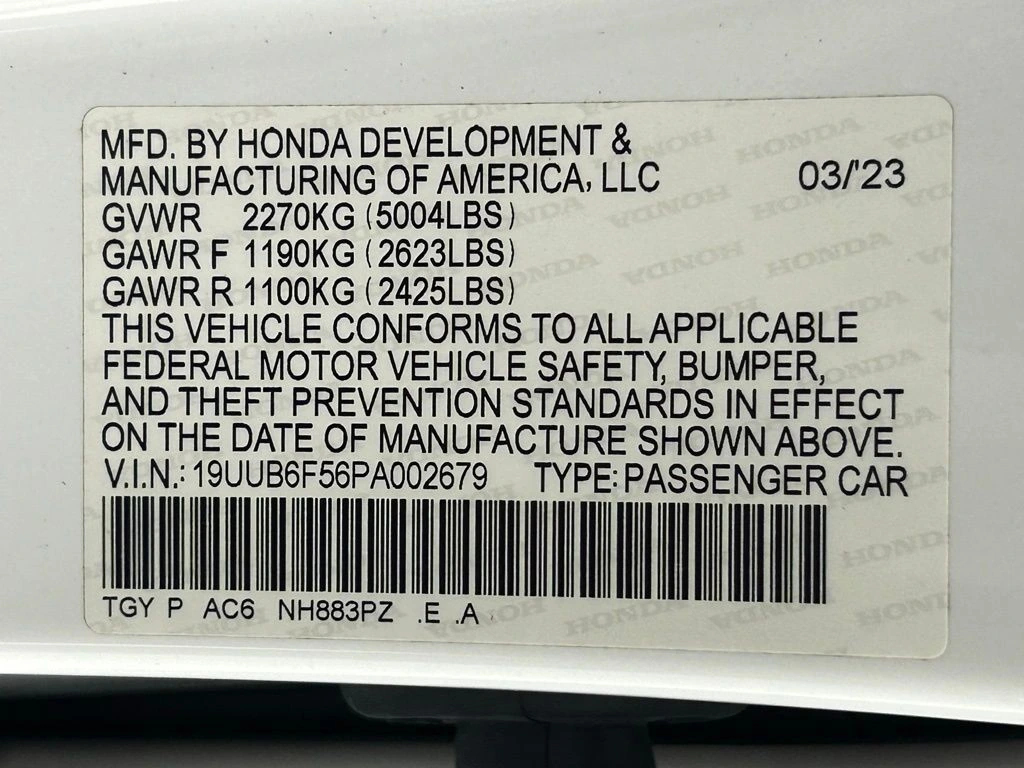 MFD. BY HONDA DEVELOPMENT &
MANUFACTURING OF AMERICA, LLC 03/'23
GVWR 2270KG (5004LBS)
GAWR F 1190KG (2623LBS)
GAWR R 1100KG (2425LBS)
THIS VEHICLE CONFORMS TO ALL APPLICABLE
FEDERAL MOTOR VEHICLE SAFETY, BUMPER,
AND THEFT PREVENTION STANDARDS IN EFFECT
ON THE DATE OF MANUFACTURE SHOWN ABOVE.
V.I.N.: 19UUB6F56PA002679 TYPE: PASSENGER CAR
TGY P AC6 NH883PZ .E .A